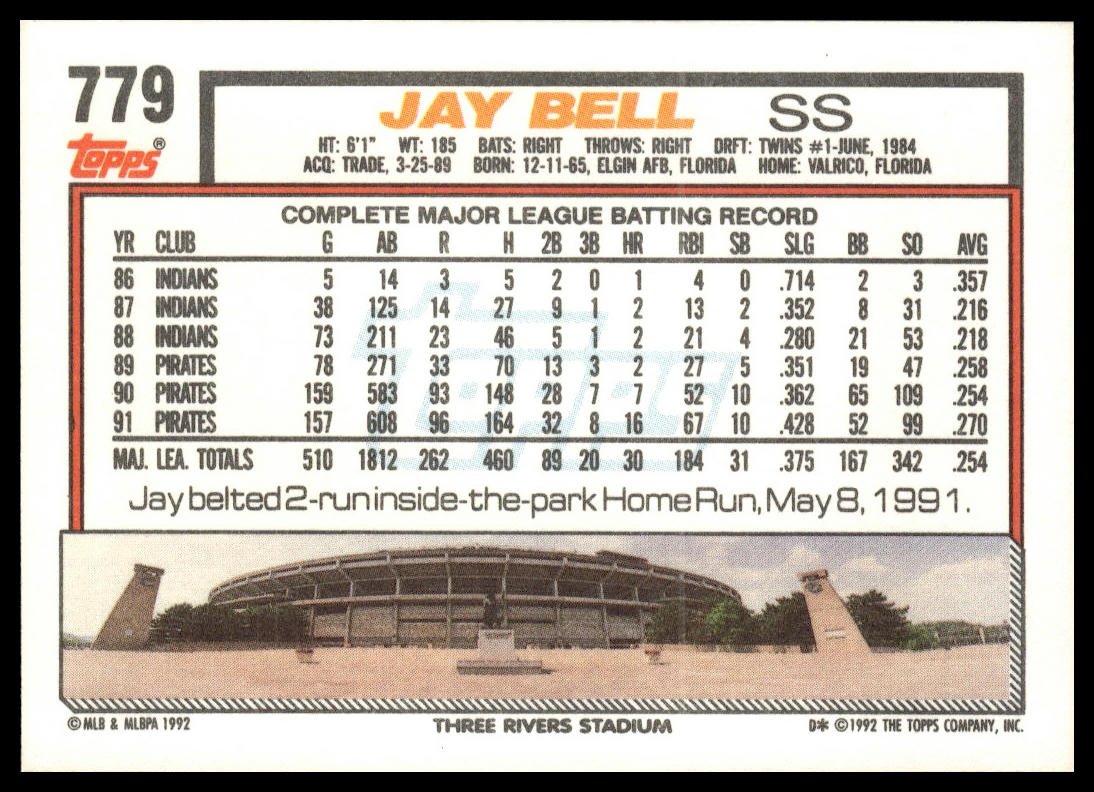 779
JAY BELL SS
Topps®
HT: 6'1" WT: 185 BATS: RIGHT THROWS: RIGHT DRFT: TWINS #1-JUNE, 1984
ACQ: TRADE, 3-25-89 BORN: 12-11-65, ELGIN AFB, FLORIDA HOME: VALRICO, FLORIDA
COMPLETE MAJOR LEAGUE BATTING RECORD
YR CLUB G AB R H 2B 3B HR RBI SB SLG BB SO AVG
86 INDIANS 5 14 3 5 2 0 1 4 0 .714 2 3 .357
87 INDIANS 38 125 14 27 9 1 2 13 2 .352 8 31 .216
88 INDIANS 73 211 23 46 5 1 2 21 4 .280 21 53 .218
89 PIRATES 78 271 33 70 13 3 2 27 5 .351 19 47 .258
90 PIRATES 159 583 93 148 28 7 7 52 10 .362 65 109 .254
91 PIRATES 157 608 96 164 32 8 16 67 10 .428 52 99 .270
MAJ. LEA. TOTALS 510 1812 262 460 89 20 30 184 31 .375 167 342 .254
Topps
Jay belted 2-run inside-the-park Home Run, May 8, 1991.
© MLB & MLBPA 1992 THREE RIVERS STADIUM D* © 1992 THE TOPPS COMPANY, INC.